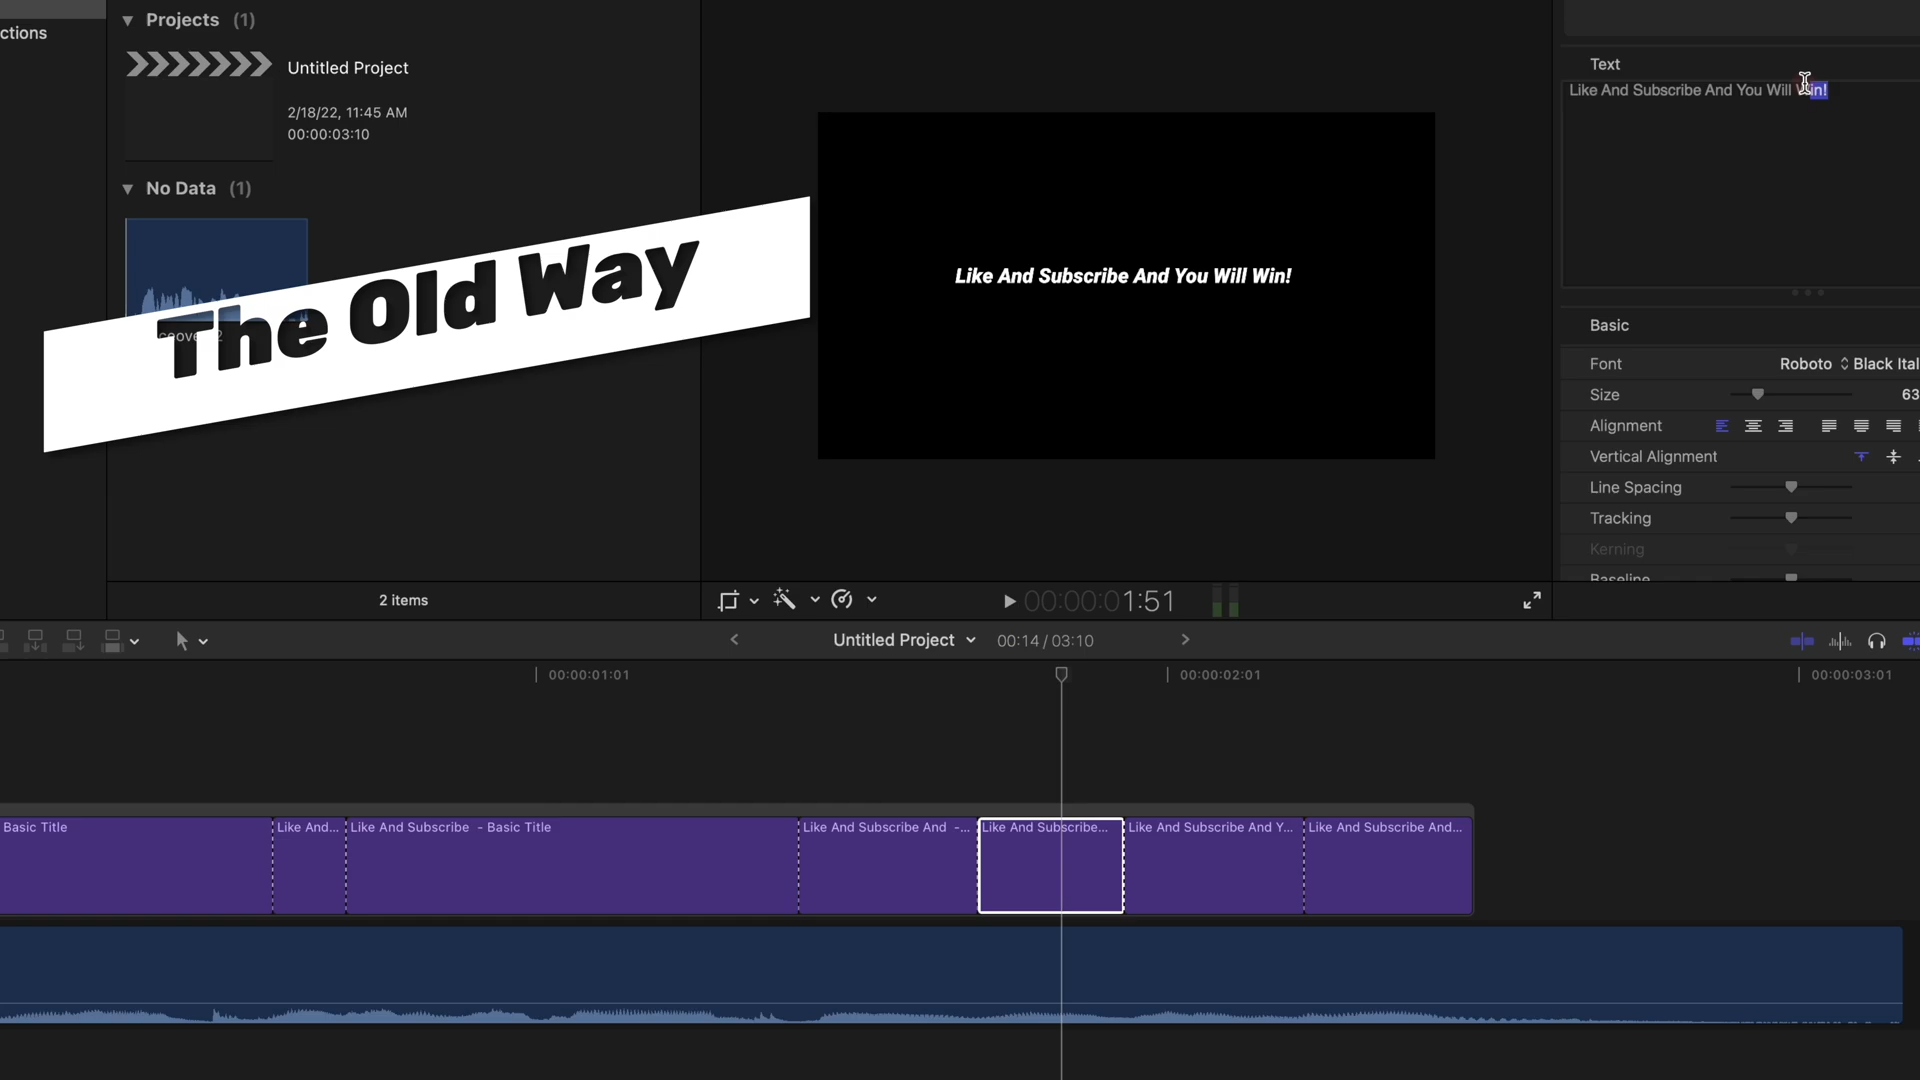 ctions
Projects (1)
Untitled Project
2/18/22, 11:45 AM
00:00:03:10
No Data (1)
The Old Way
2 items
Like And Subscribe And You Will Win!
Text
Like And Subscribe And You Will Win!
Basic
Font Roboto Black Ital
Size 63
Alignment
Vertical Alignment
Line Spacing
Tracking
Kerning
Baseline
00:00:01:51
Untitled Project 00:14 / 03:10
00:00:01:01
00:00:02:01
00:00:03:01
Basic Title
Like And...
Like And Subscribe - Basic Title
Like And Subscribe And -...
Like And Subscribe...
Like And Subscribe And Y...
Like And Subscribe And...